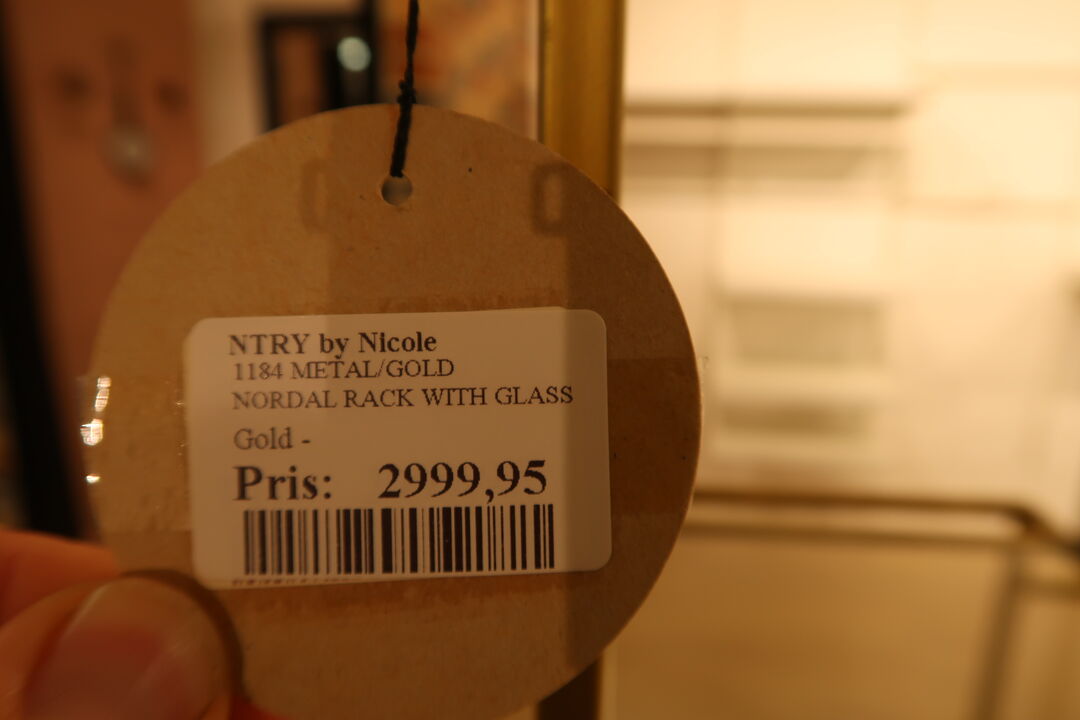 NTRY by Nicole
1184 METAL/GOLD
NORDAL RACK WITH GLASS
Gold -
Pris: 2999,95